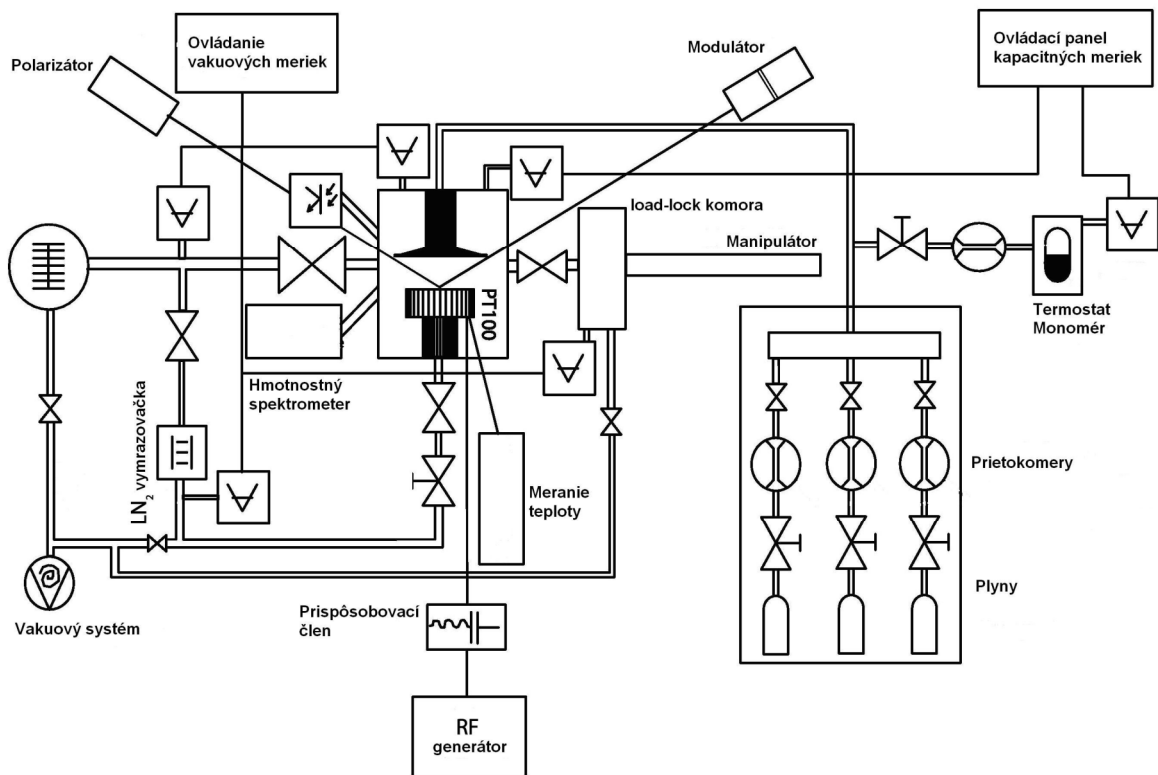 Ovládanie
vakuových meriek
Polarizátor
Modulátor
Ovládací panel
kapacitných meriek
load-lock komora
Manipulátor
PT100
Termostat
Monomér
Hmotnostný
spektrometer
LN₂ vymrazovačka
Meranie
teploty
Prietokomery
Plyny
Vakuový systém
Prispôsobovací
člen
RF
generátor